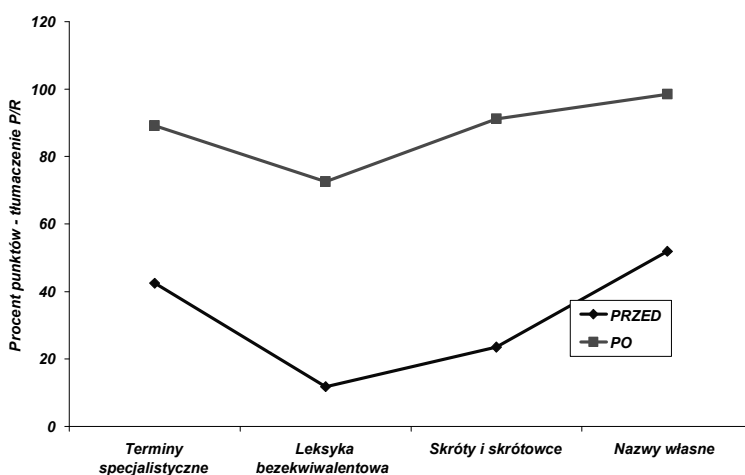 120
100
80
60
40
20
0
Procent punktów - tłumaczenie P/R
PRZED
PO
Terminy
specjalistyczne
Leksyka
bezekwiwalentowa
Skróty i skrótowce
Nazwy własne